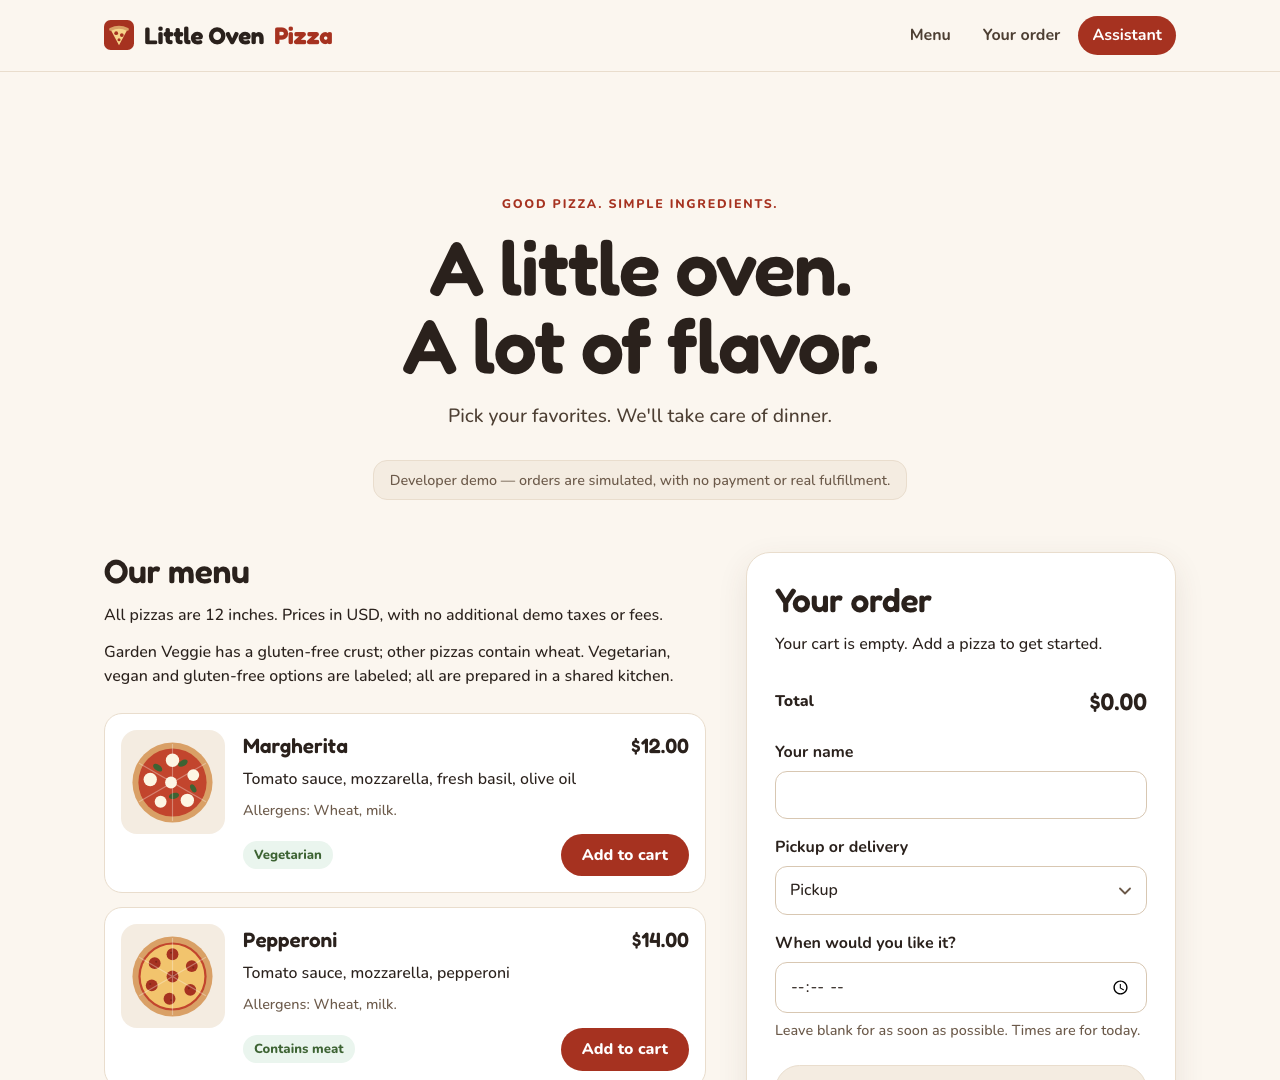 Little Oven Pizza
Menu
Your order
Assistant
GOOD PIZZA. SIMPLE INGREDIENTS.
A little oven.
A lot of flavor.
Pick your favorites. We'll take care of dinner.
Developer demo — orders are simulated, with no payment or real fulfillment.
Our menu
All pizzas are 12 inches. Prices in USD, with no additional demo taxes or fees.
Garden Veggie has a gluten-free crust; other pizzas contain wheat. Vegetarian,
vegan and gluten-free options are labeled; all are prepared in a shared kitchen.
Margherita
$12.00
Tomato sauce, mozzarella, fresh basil, olive oil
Allergens: Wheat, milk.
Vegetarian
Add to cart
Pepperoni
$14.00
Tomato sauce, mozzarella, pepperoni
Allergens: Wheat, milk.
Contains meat
Add to cart
Your order
Your cart is empty. Add a pizza to get started.
Total
$0.00
Your name
Pickup or delivery
Pickup
When would you like it?
--:-- --
Leave blank for as soon as possible. Times are for today.